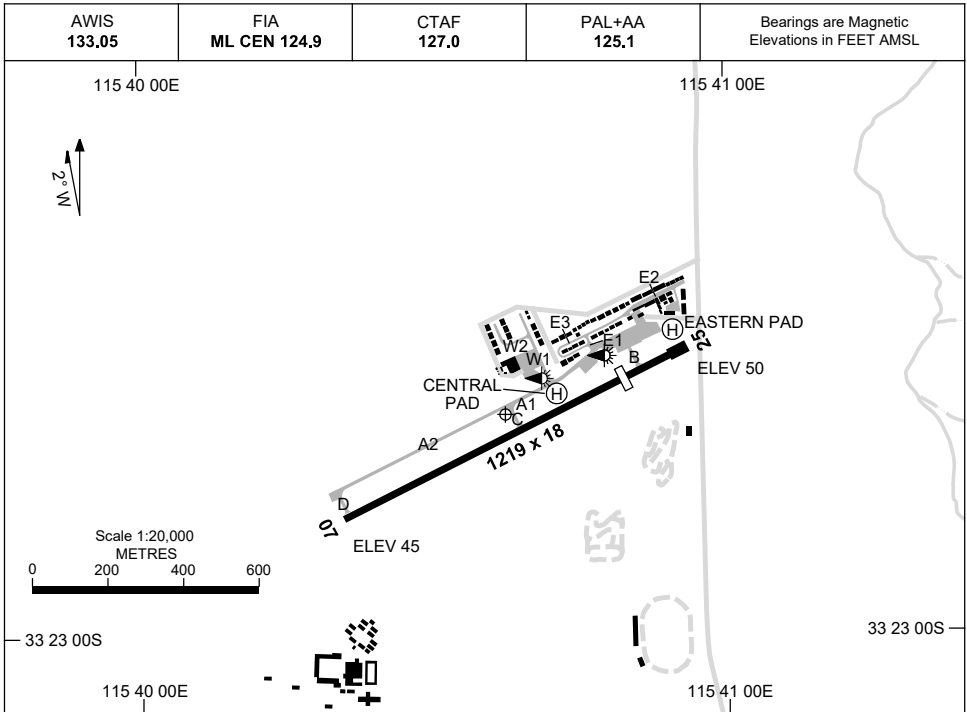 AWIS
133.05
FIA
ML CEN 124.9
CTAF
127.0
PAL+AA
125.1
Bearings are Magnetic
Elevations in FEET AMSL
115 40 00E
115 41 00E
2° W
E2
E3
H
EASTERN PAD
E1
W2
W1
B
25
ELEV 50
CENTRAL
PAD
H
A1
C
A2
1219 x 18
D
07
ELEV 45
Scale 1:20,000
METRES
0 200 400 600
33 23 00S
33 23 00S
115 40 00E
115 41 00E